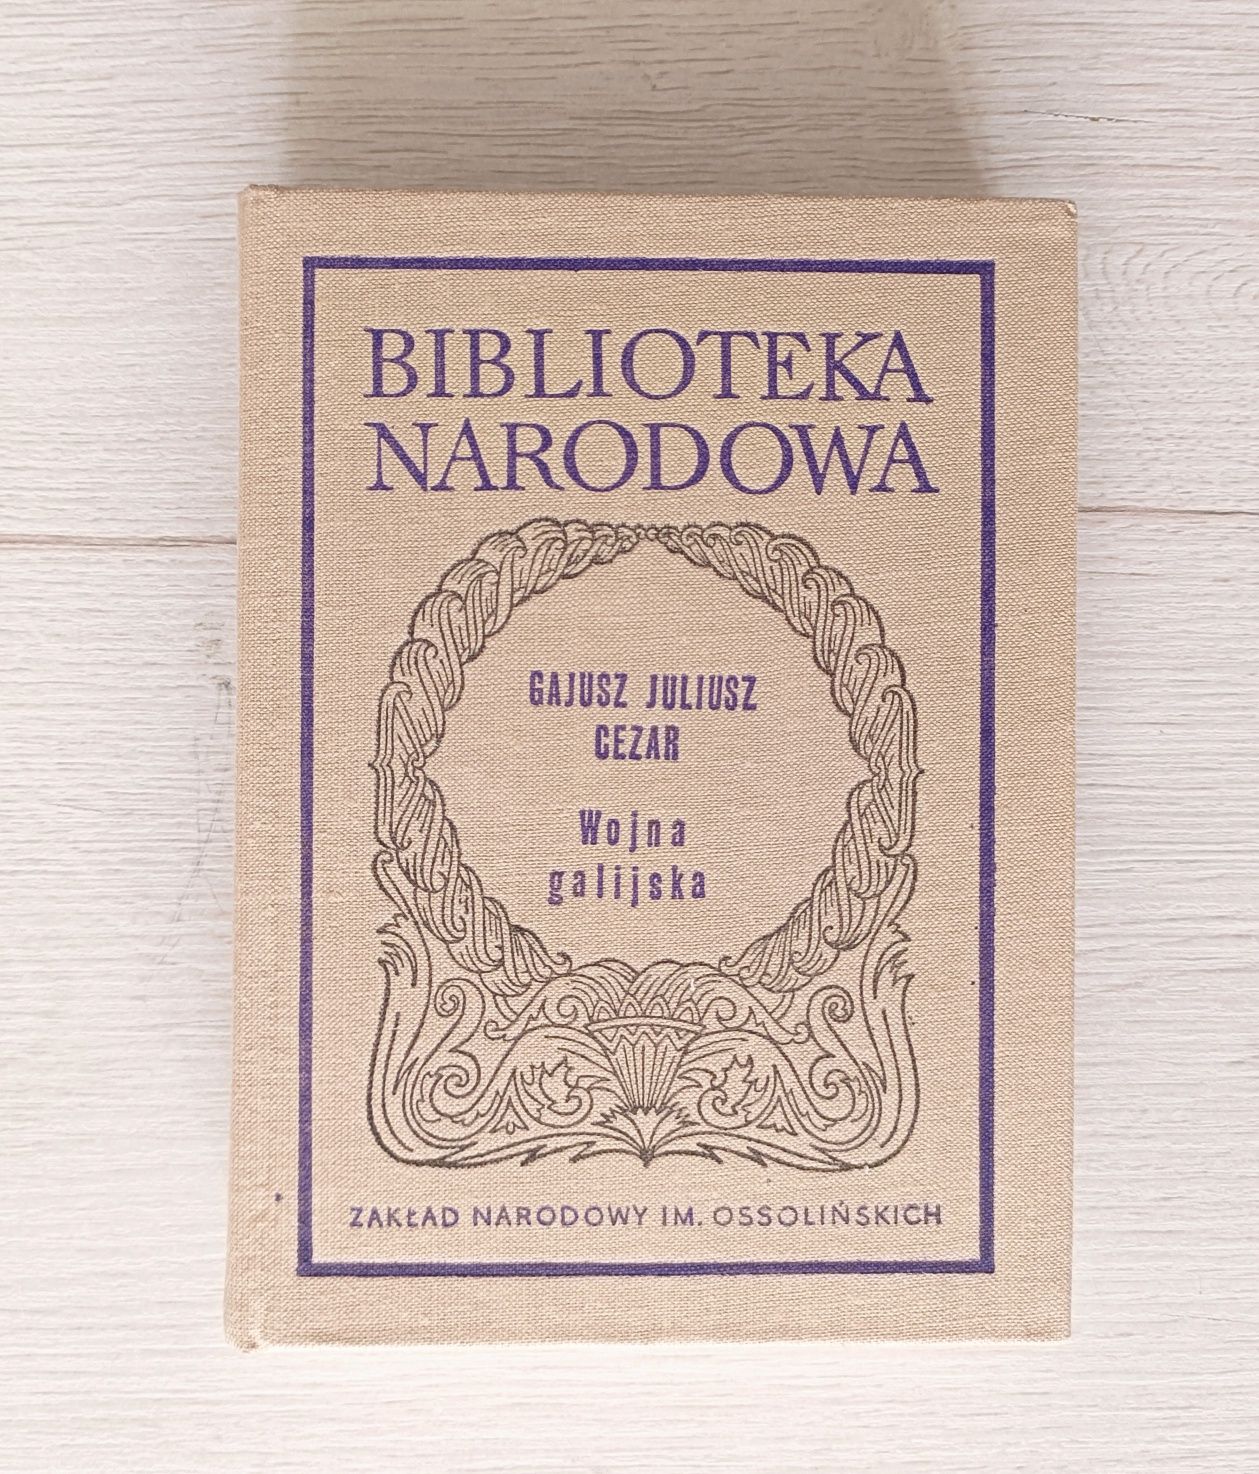 BIBLIOTEKA
NARODOWA
GAJUSZ JULIUSZ
CEZAR
Wojna
galijska
ZAKŁAD NARODOWY IM. OSSOLIŃSKICH